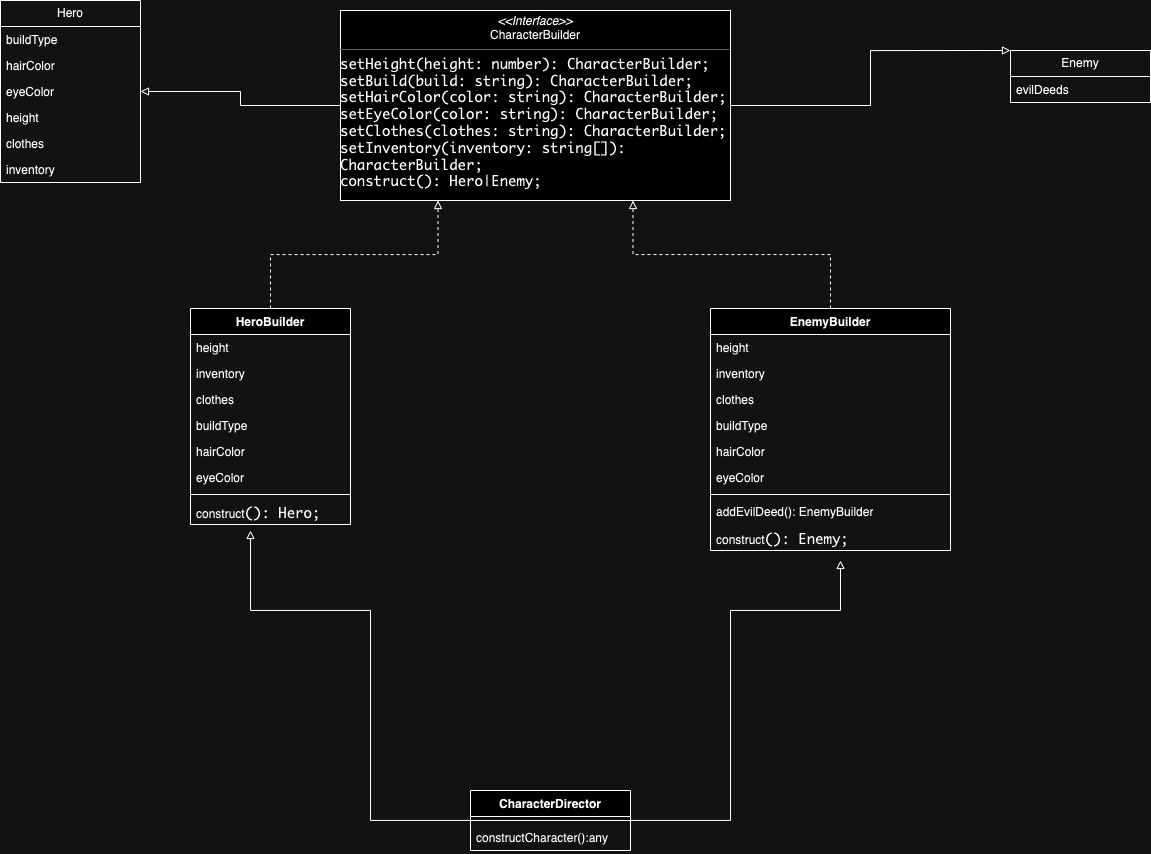 Hero
buildType
hairColor
eyeColor
height
clothes
inventory
<<Interface>>
CharacterBuilder
setHeight(height: number): CharacterBuilder;
setBuild(build: string): CharacterBuilder;
setHairColor(color: string): CharacterBuilder;
setEyeColor(color: string): CharacterBuilder;
setClothes(clothes: string): CharacterBuilder;
setInventory(inventory: string[]):
CharacterBuilder;
construct(): Hero|Enemy;
Enemy
evilDeeds
HeroBuilder
height
inventory
clothes
buildType
hairColor
eyeColor
construct(): Hero;
EnemyBuilder
height
inventory
clothes
buildType
hairColor
eyeColor
addEvilDeed(): EnemyBuilder
construct(): Enemy;
CharacterDirector
constructCharacter():any